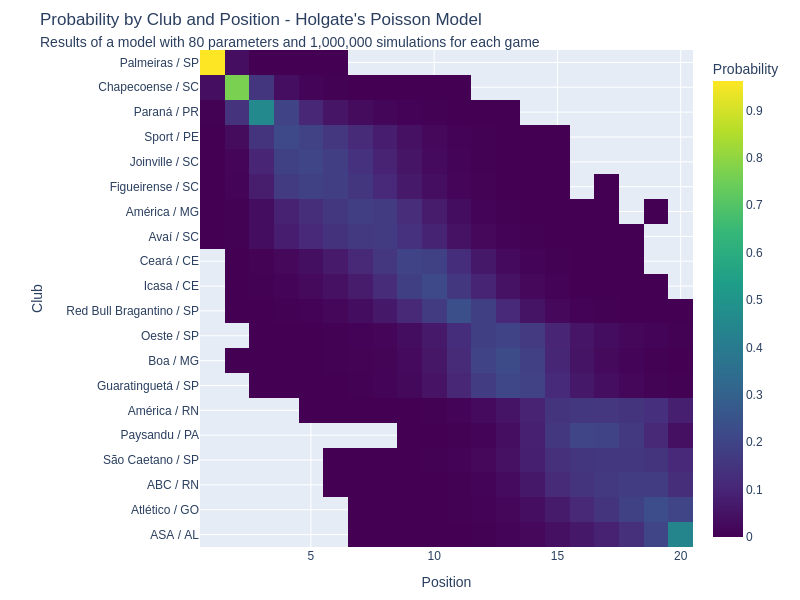 Probability by Club and Position - Holgate's Poisson Model
Results of a model with 80 parameters and 1,000,000 simulations for each game
Probability
Palmeiras / SP
Chapecoense / SC
Paraná / PR
Sport / PE
Joinville / SC
Figueirense / SC
América / MG
Avaí / SC
Ceará / CE
Icasa / CE
Red Bull Bragantino / SP
Oeste / SP
Boa / MG
Guaratinguetá / SP
América / RN
Paysandu / PA
São Caetano / SP
ABC / RN
Atlético / GO
ASA / AL
Club
5 10 15 20
Position
0.9
0.8
0.7
0.6
0.5
0.4
0.3
0.2
0.1
0